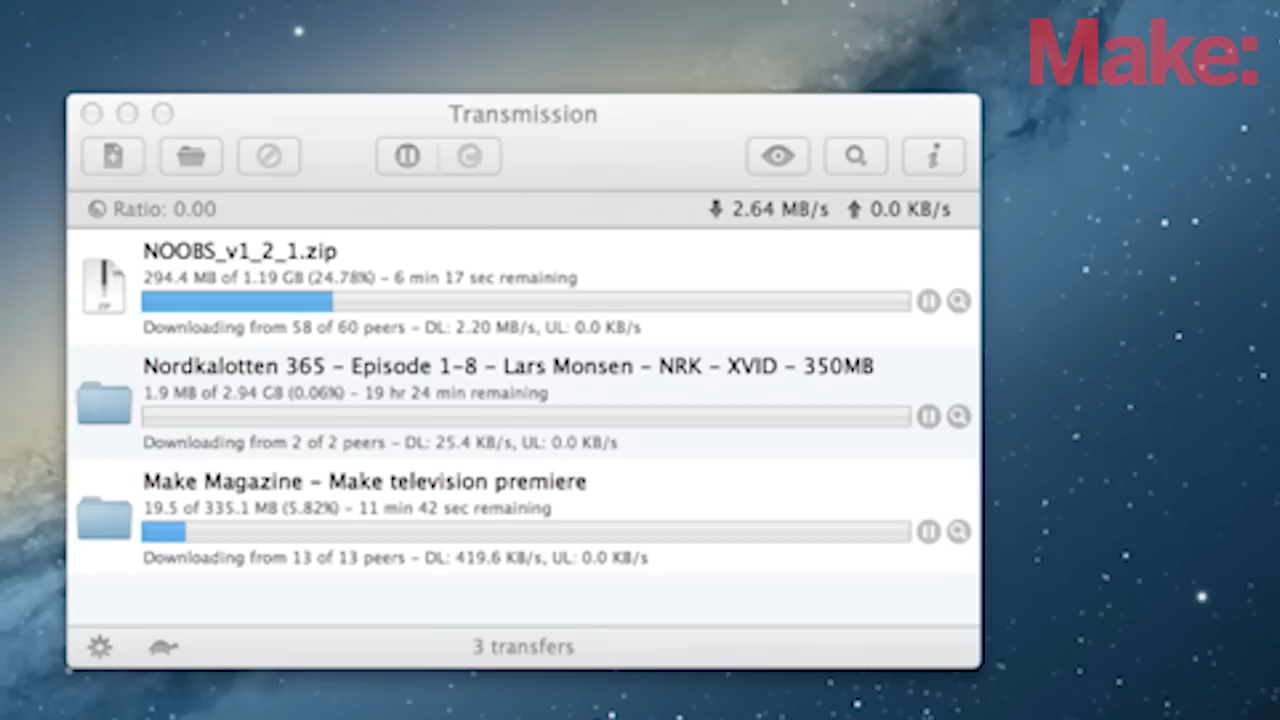 Make:
Transmission
Ratio: 0.00
2.64 MB/s 0.0 KB/s
NOOBS_v1_2_1.zip
294.4 MB of 1.19 GB (24.78%) – 6 min 17 sec remaining
ZIP
Downloading from 58 of 60 peers – DL: 2.20 MB/s, UL: 0.0 KB/s
Nordkalotten 365 – Episode 1–8 – Lars Monsen – NRK – XVID – 350MB
1.9 MB of 2.94 GB (0.06%) – 19 hr 24 min remaining
Downloading from 2 of 2 peers – DL: 25.4 KB/s, UL: 0.0 KB/s
Make Magazine – Make television premiere
19.5 of 335.1 MB (5.82%) – 11 min 42 sec remaining
Downloading from 13 of 13 peers – DL: 419.6 KB/s, UL: 0.0 KB/s
3 transfers